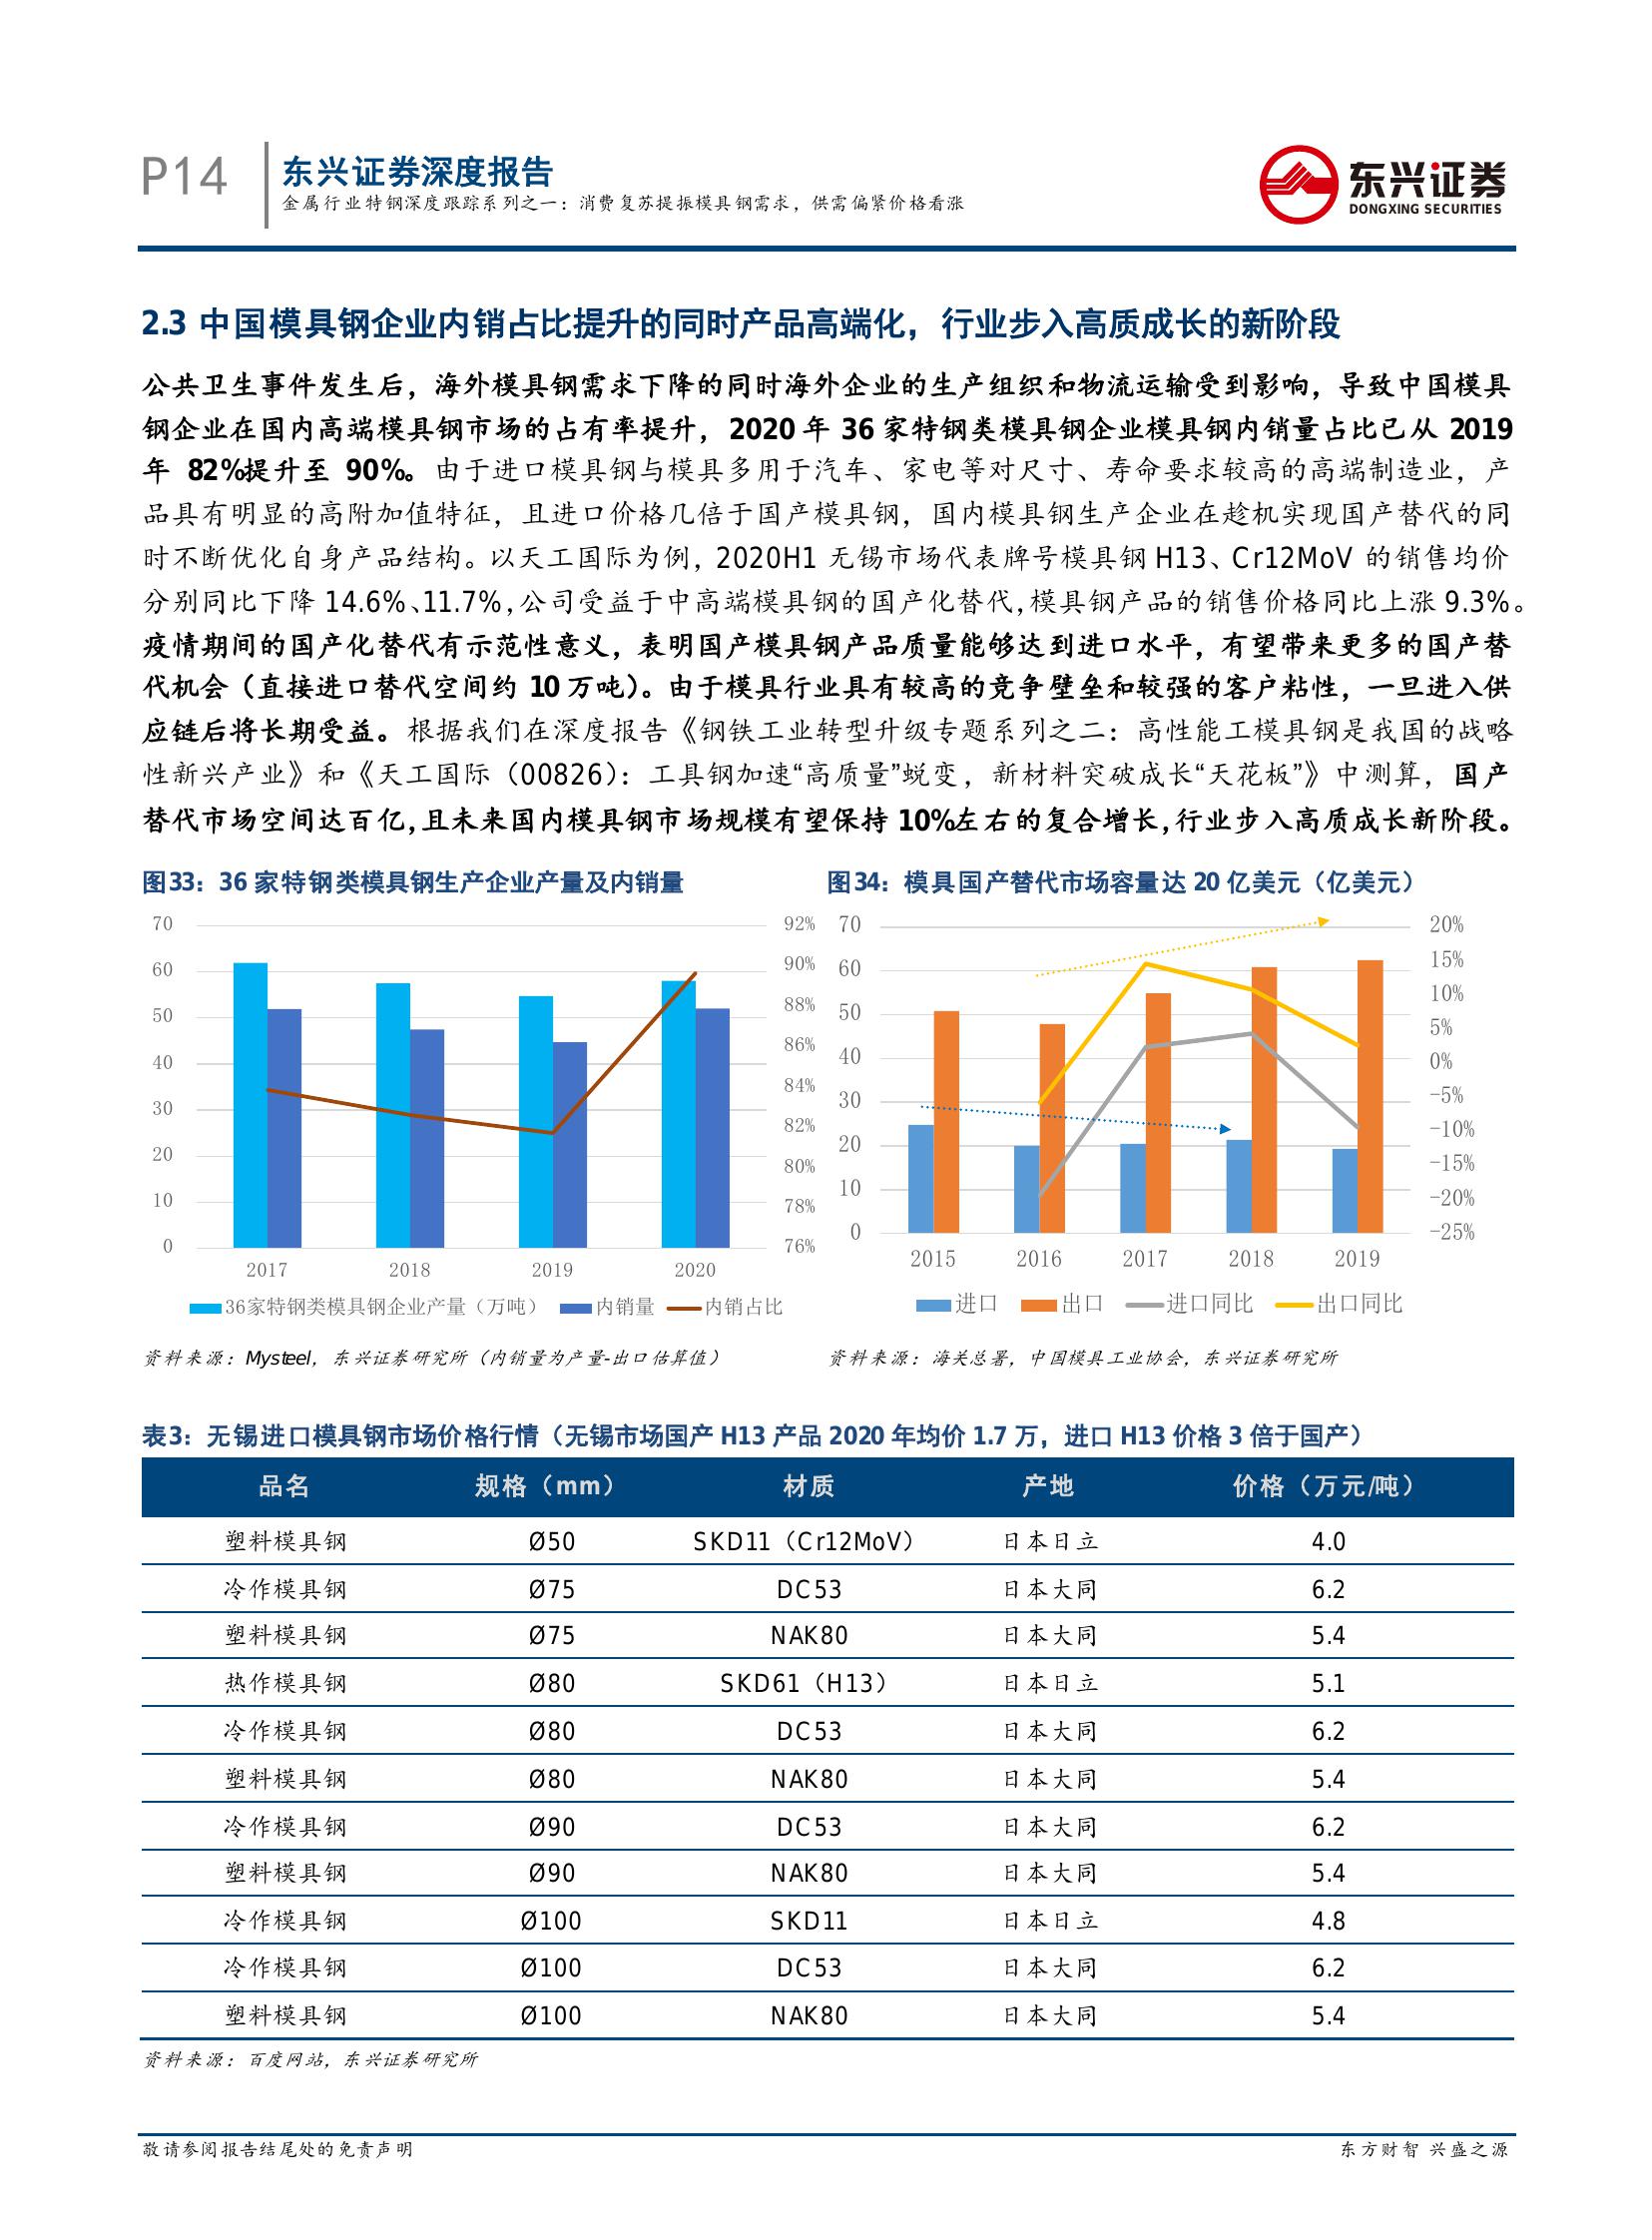 P14
东兴证券深度报告
金属行业特钢深度跟踪系列之一：消费复苏提振模具钢需求，供需偏紧价格看涨
东兴证券
DONGXING SECURITIES
2.3 中国模具钢企业内销占比提升的同时产品高端化，行业步入高质成长的新阶段
公共卫生事件发生后，海外模具钢需求下降的同时海外企业的生产组织和物流运输受到影响，导致中国模具
钢企业在国内高端模具钢市场的占有率提升，2020 年 36 家特钢类模具钢企业模具钢内销量占比已从 2019
年 82%提升至 90%。由于进口模具钢与模具多用于汽车、家电等对尺寸、寿命要求较高的高端制造业，产
品具有明显的高附加值特征，且进口价格几倍于国产模具钢，国内模具钢生产企业在趁机实现国产替代的同
时不断优化自身产品结构。以天工国际为例，2020H1 无锡市场代表牌号模具钢 H13、Cr12MoV 的销售均价
分别同比下降 14.6%、11.7%，公司受益于中高端模具钢的国产化替代，模具钢产品的销售价格同比上涨 9.3%。
疫情期间的国产化替代有示范性意义，表明国产模具钢产品质量能够达到进口水平，有望带来更多的国产替
代机会（直接进口替代空间约 10 万吨）。由于模具行业具有较高的竞争壁垒和较强的客户粘性，一旦进入供
应链后将长期受益。根据我们在深度报告《钢铁工业转型升级专题系列之二：高性能工模具钢是我国的战略
性新兴产业》和《天工国际（00826）：工具钢加速“高质量”蜕变，新材料突破成长“天花板”》中测算，国产
替代市场空间达百亿，且未来国内模具钢市场规模有望保持 10%左右的复合增长，行业步入高质成长新阶段。
图33：36 家特钢类模具钢生产企业产量及内销量
70 92%
60 90%
50 88%
40 86%
30 84%
20 82%
10 80%
0 78%
76%
2017 2018 2019 2020
36家特钢类模具钢企业产量（万吨） 内销量 内销占比
资料来源：Mysteel，东兴证券研究所（内销量为产量-出口估算值）
图34：模具国产替代市场容量达 20 亿美元（亿美元）
70 20%
60 15%
50 10%
40 5%
30 0%
20 -5%
10 -10%
0 -15%
-20%
-25%
2015 2016 2017 2018 2019
进口 出口 进口同比 出口同比
资料来源：海关总署，中国模具工业协会，东兴证券研究所
表3：无锡进口模具钢市场价格行情（无锡市场国产 H13 产品 2020 年均价 1.7 万，进口 H13 价格 3 倍于国产）
品名 规格（mm） 材质 产地 价格（万元/吨）
塑料模具钢 Ø50 SKD11（Cr12MoV） 日本日立 4.0
冷作模具钢 Ø75 DC53 日本大同 6.2
塑料模具钢 Ø75 NAK80 日本大同 5.4
热作模具钢 Ø80 SKD61（H13） 日本日立 5.1
冷作模具钢 Ø80 DC53 日本大同 6.2
塑料模具钢 Ø80 NAK80 日本大同 5.4
冷作模具钢 Ø90 DC53 日本大同 6.2
塑料模具钢 Ø90 NAK80 日本大同 5.4
冷作模具钢 Ø100 SKD11 日本日立 4.8
冷作模具钢 Ø100 DC53 日本大同 6.2
塑料模具钢 Ø100 NAK80 日本大同 5.4
资料来源：百度网站，东兴证券研究所
敬请参阅报告结尾处的免责声明
东方财智 兴盛之源